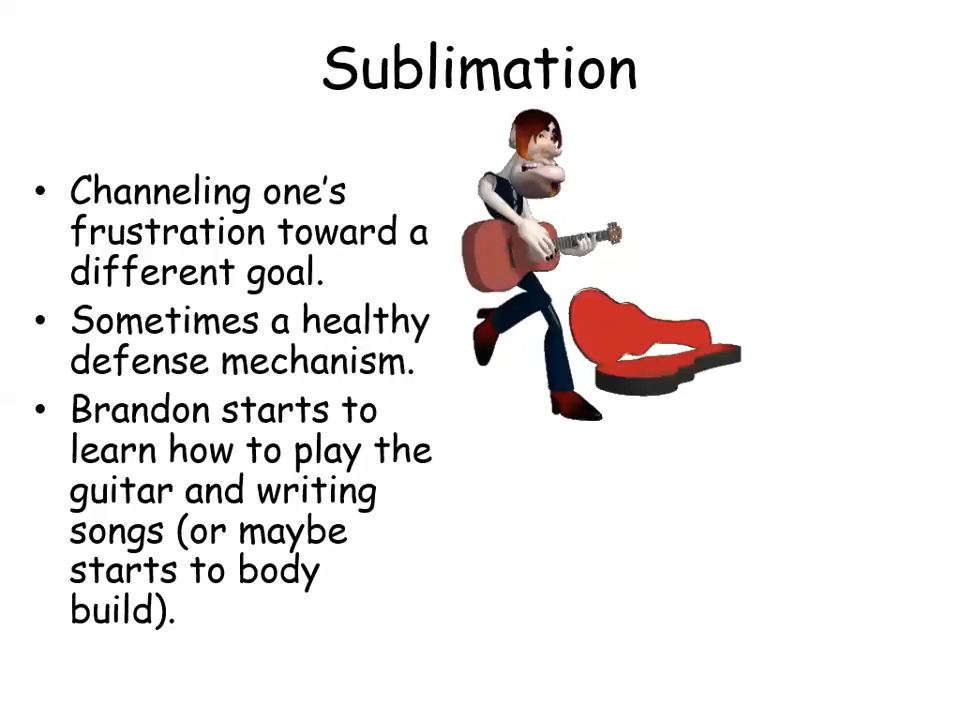 Sublimation
• Channeling one's
frustration toward a
different goal.
• Sometimes a healthy
defense mechanism.
• Brandon starts to
learn how to play the
guitar and writing
songs (or maybe
starts to body
build).